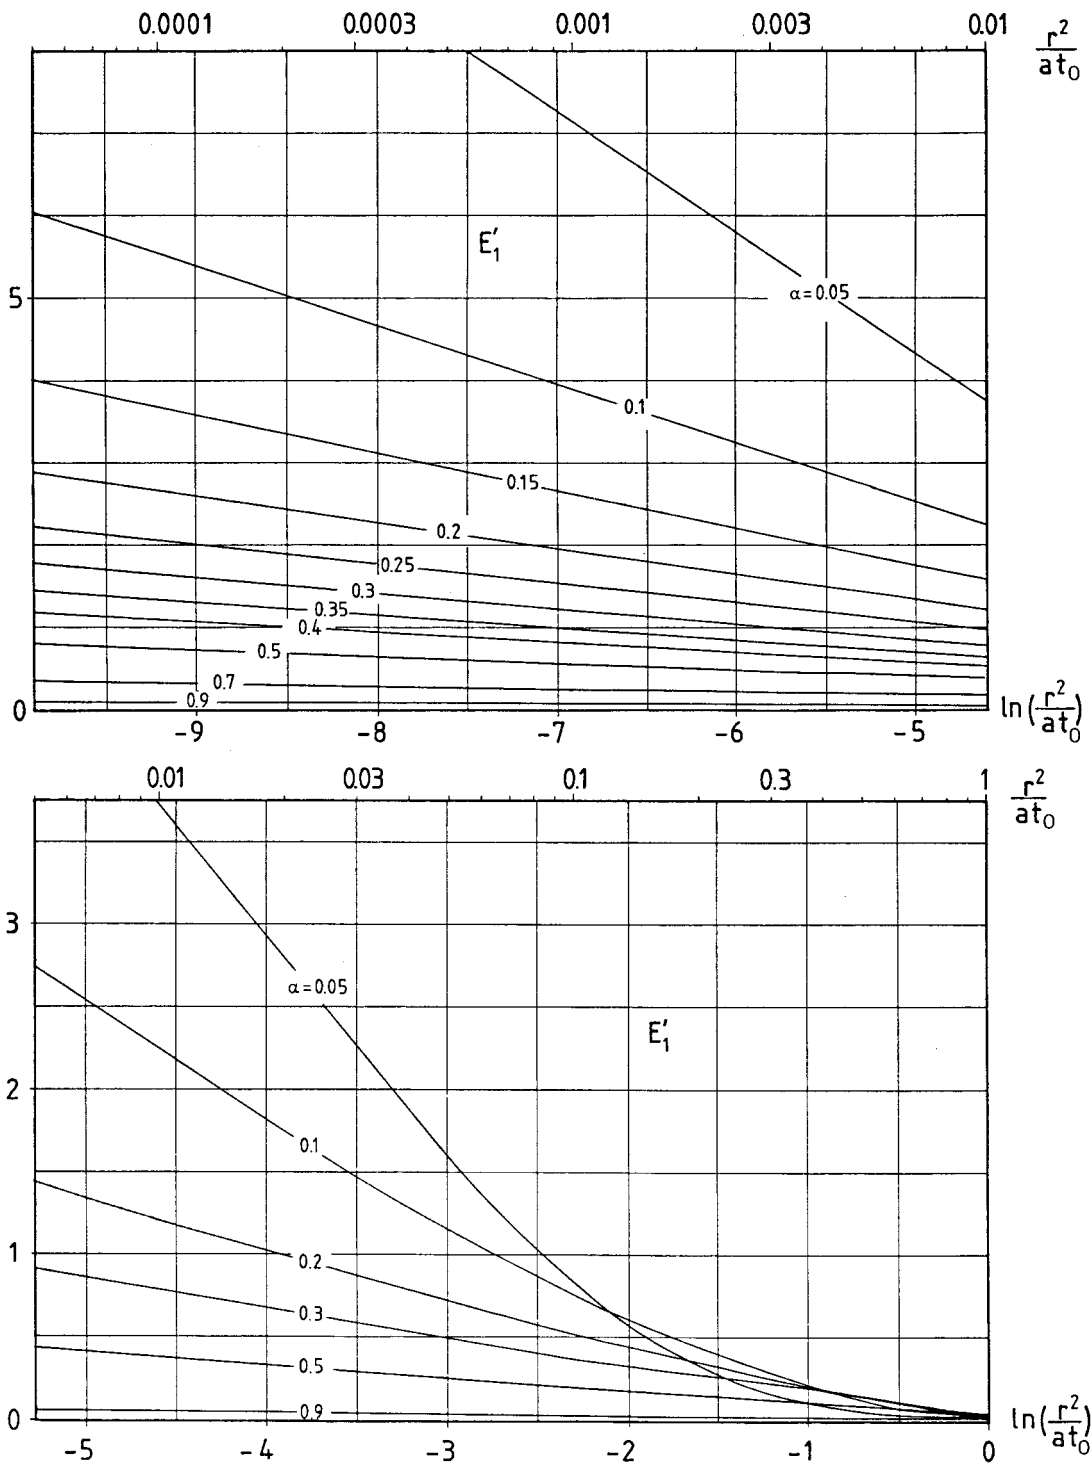 0.0001 0.0003 0.001 0.003 0.01 r²/at₀
E₁′
5
α=0.05
0.1
0.15
0.2
0.25
0.3
0.35
0.4
0.5
0.7
0.9
0 ln(r²/at₀)
-9 -8 -7 -6 -5
0.01 0.03 0.1 0.3 1 r²/at₀
3
α=0.05
E₁′
2
0.1
1
0.2
0.3
0.5
0.9
0 ln(r²/at₀)
-5 -4 -3 -2 -1 0